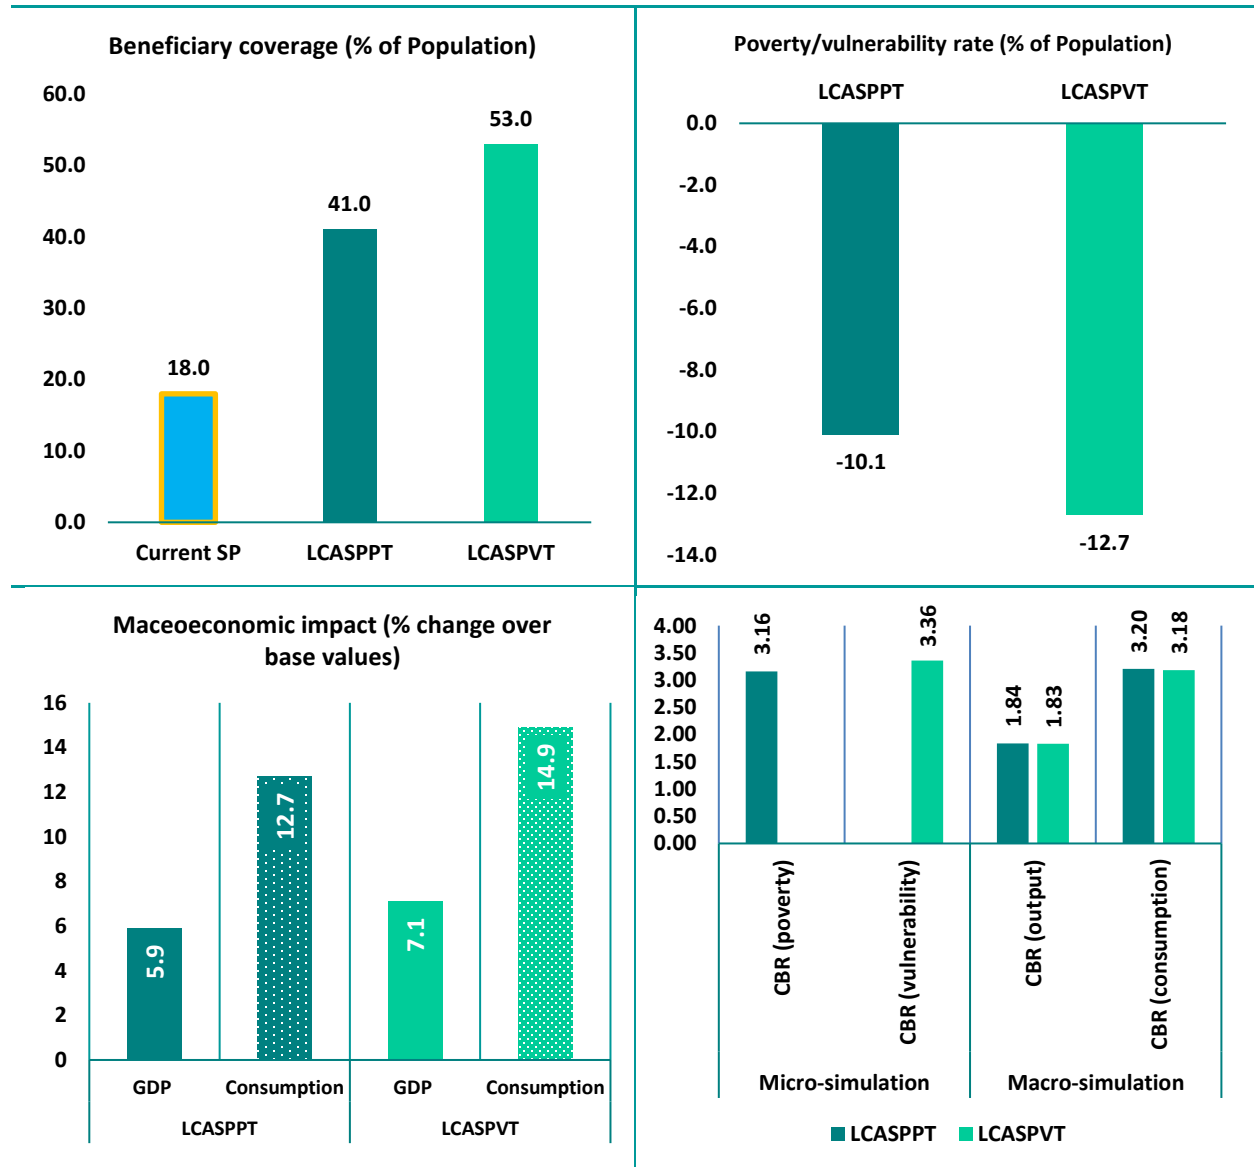 Beneficiary coverage (% of Population)
60.0
50.0
40.0
30.0
20.0
10.0
0.0
18.0
41.0
53.0
Current SP
LCASPPT
LCASPVT
Poverty/vulnerability rate (% of Population)
LCASPPT
LCASPVT
0.0
-2.0
-4.0
-6.0
-8.0
-10.0
-12.0
-14.0
-10.1
-12.7
Maceoeconomic impact (% change over
base values)
16
14
12
10
8
6
4
2
0
5.9
12.7
7.1
14.9
GDP
Consumption
GDP
Consumption
LCASPPT
LCASPVT
4.00
3.50
3.00
2.50
2.00
1.50
1.00
0.50
0.00
3.16
3.36
1.84
1.83
3.20
3.18
CBR (poverty)
CBR (vulnerability)
CBR (output)
CBR (consumption)
Micro-simulation
Macro-simulation
LCASPPT
LCASPVT